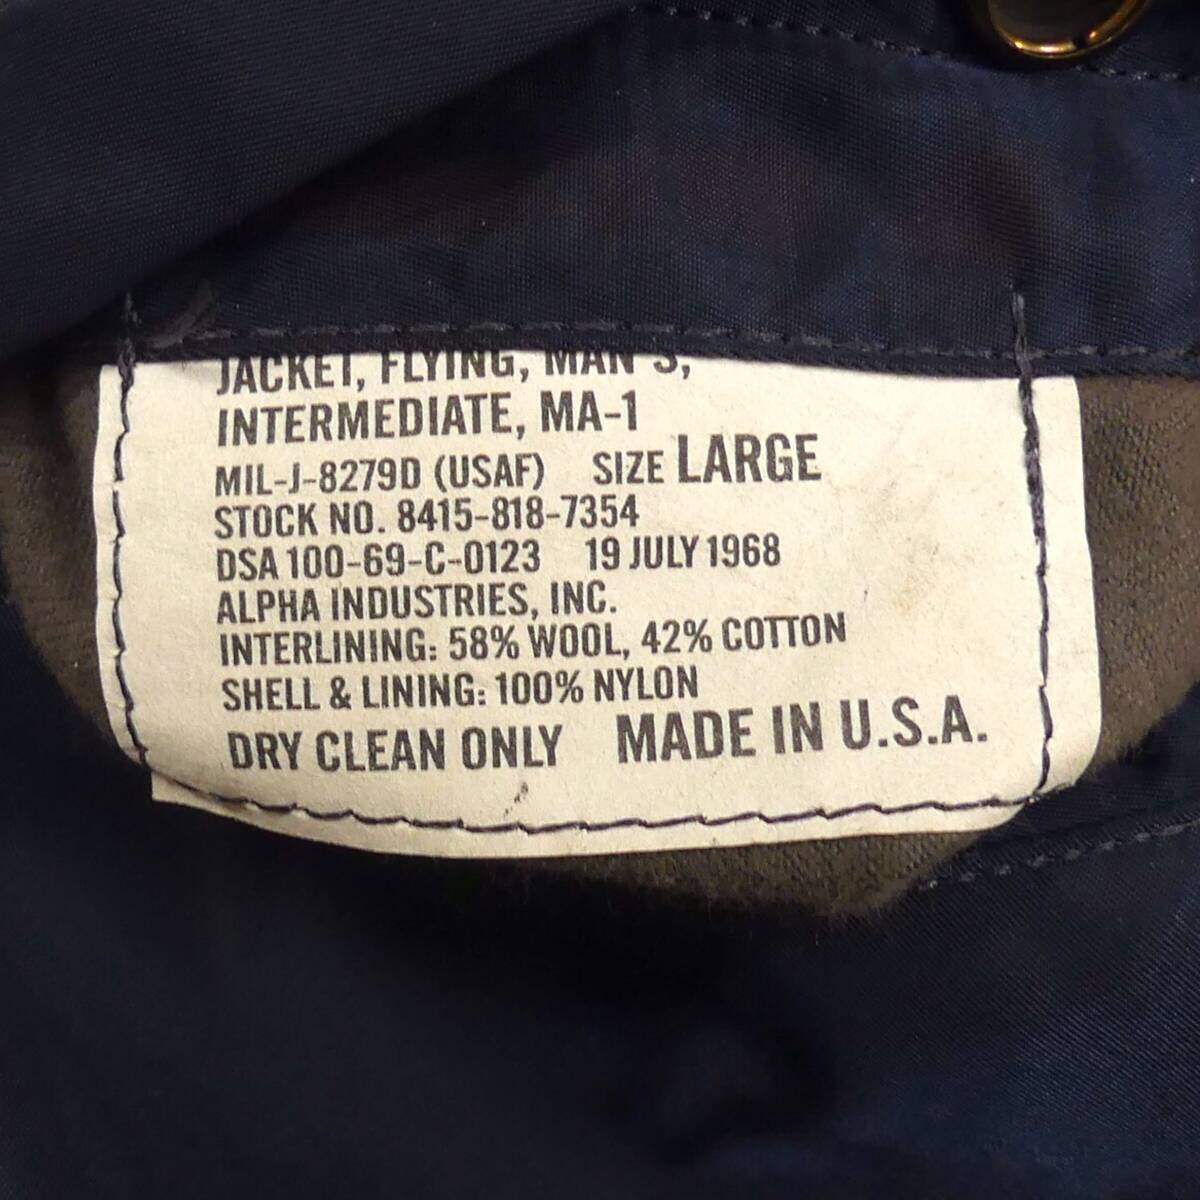 JACKET, FLYING, MAN'S,
INTERMEDIATE, MA-1
MIL-J-8279D (USAF) SIZE LARGE
STOCK NO. 8415-818-7354
DSA 100-69-C-0123 19 JULY 1968
ALPHA INDUSTRIES, INC.
INTERLINING: 58% WOOL, 42% COTTON
SHELL & LINING: 100% NYLON
DRY CLEAN ONLY MADE IN U.S.A.